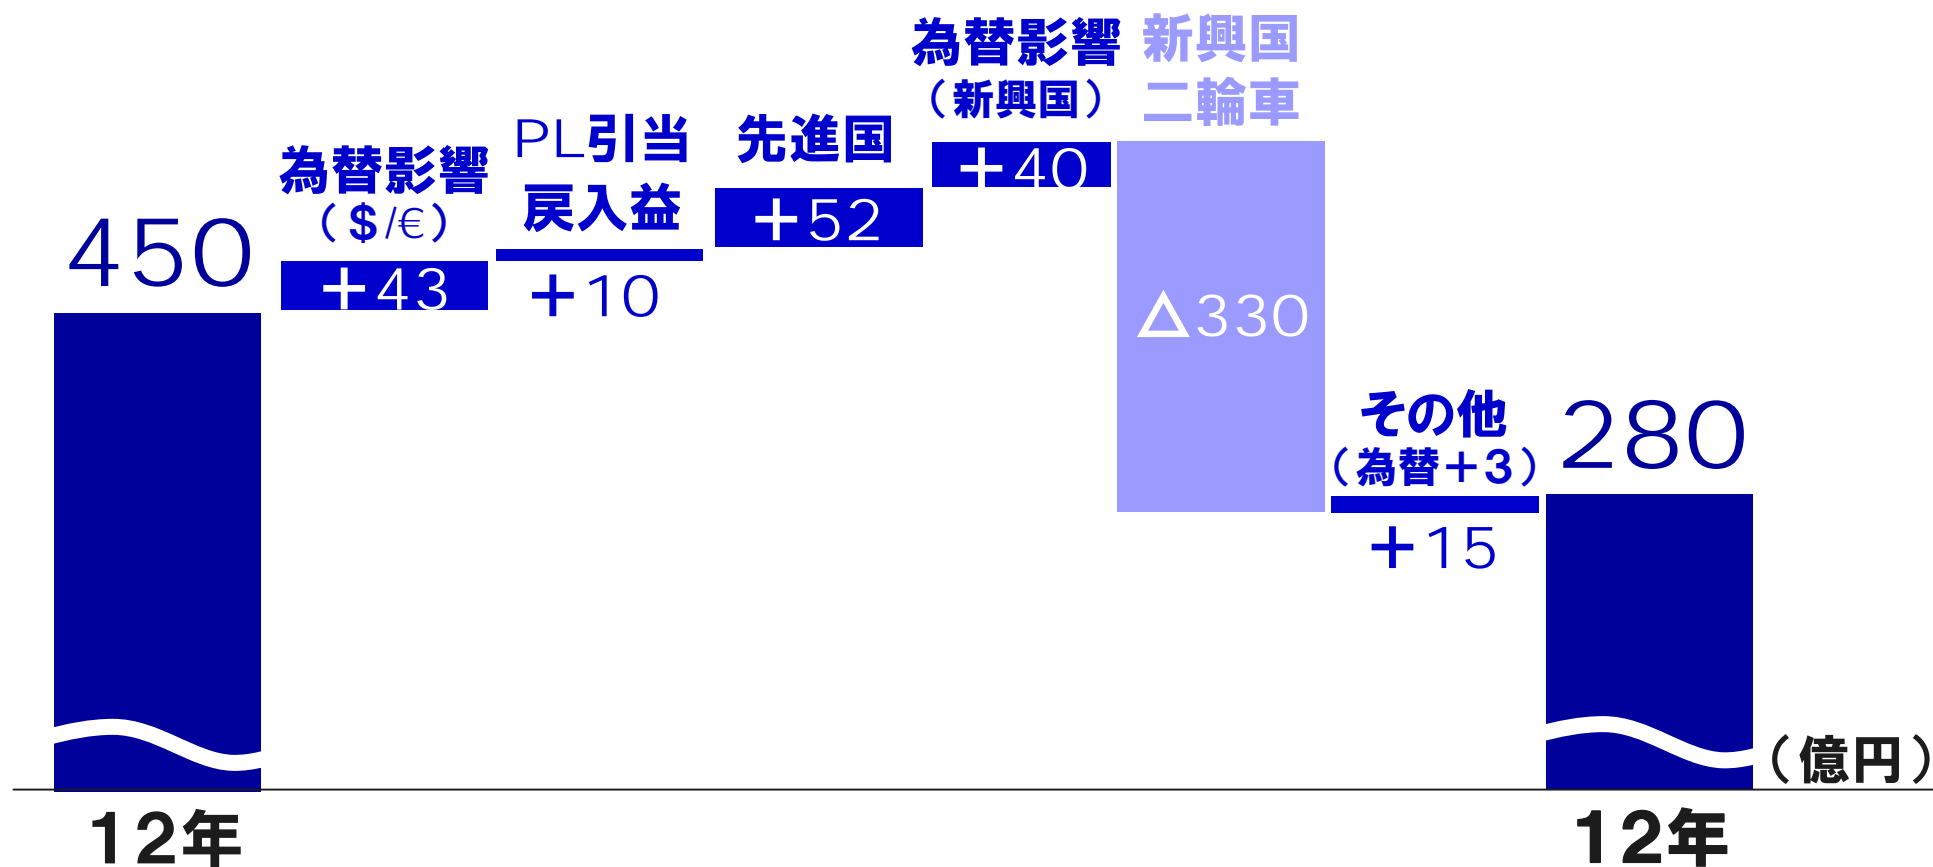 450
為替影響
（＄/€）
＋43
PL引当
戻入益
＋10
先進国
＋52
為替影響
（新興国）
＋40
新興国
二輪車
△330
その他
（為替＋3）
＋15
280
（億円）
12年
12年